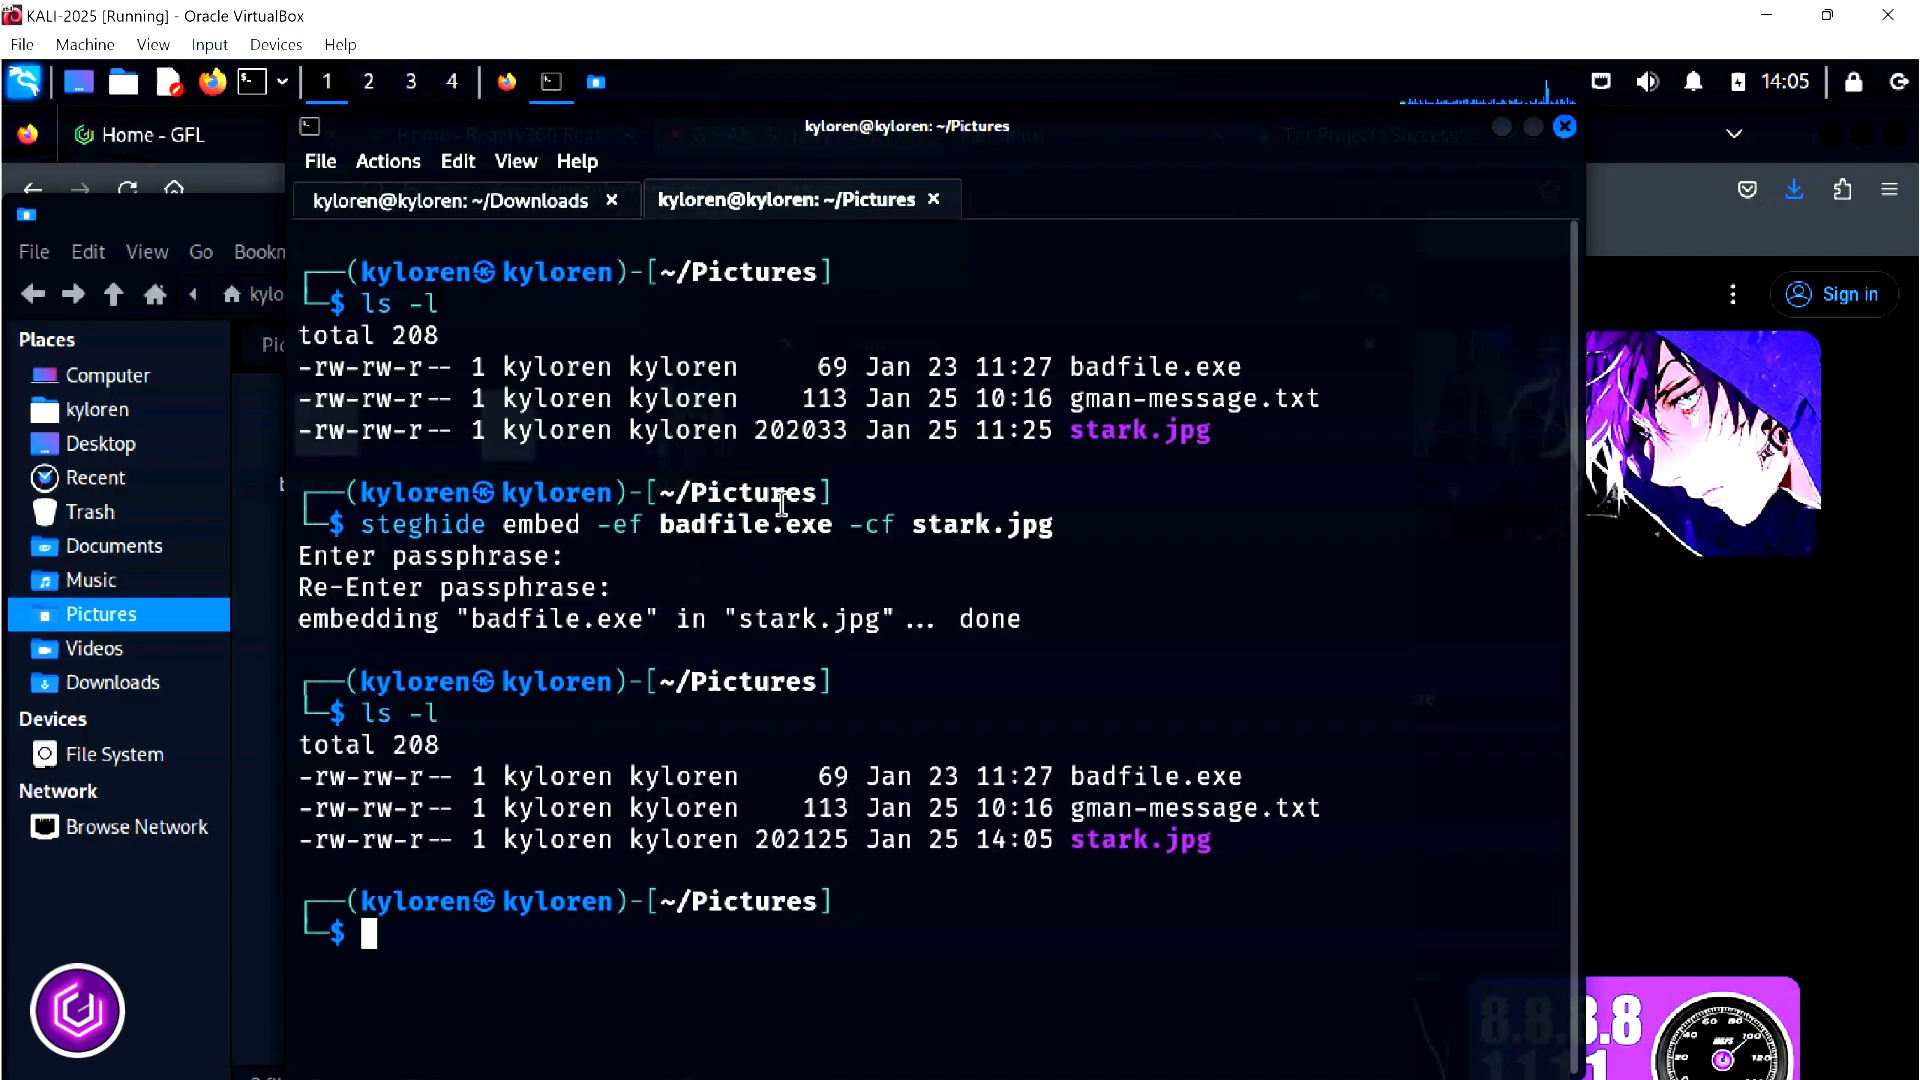 KALI-2025 [Running] - Oracle VirtualBox
File Machine View Input Devices Help
1 2 3 4
14:05
Home - GFL
kyloren@kyloren: ~/Pictures
File Actions Edit View Help
kyloren@kyloren: ~/Downloads
kyloren@kyloren: ~/Pictures
File Edit View Go Bookn
kylo
Sign in
Places
Computer
kyloren
Desktop
Recent
Trash
Documents
Music
Pictures
Videos
Downloads
Devices
File System
Network
Browse Network
Pic
┌──(kyloren㉿kyloren)-[~/Pictures]
└─$ ls -l
total 208
-rw-rw-r-- 1 kyloren kyloren     69 Jan 23 11:27 badfile.exe
-rw-rw-r-- 1 kyloren kyloren    113 Jan 25 10:16 gman-message.txt
-rw-rw-r-- 1 kyloren kyloren 202033 Jan 25 11:25 stark.jpg
┌──(kyloren㉿kyloren)-[~/Pictures]
└─$ steghide embed -ef badfile.exe -cf stark.jpg
Enter passphrase:
Re-Enter passphrase:
embedding "badfile.exe" in "stark.jpg"... done
┌──(kyloren㉿kyloren)-[~/Pictures]
└─$ ls -l
total 208
-rw-rw-r-- 1 kyloren kyloren     69 Jan 23 11:27 badfile.exe
-rw-rw-r-- 1 kyloren kyloren    113 Jan 25 10:16 gman-message.txt
-rw-rw-r-- 1 kyloren kyloren 202125 Jan 25 14:05 stark.jpg
┌──(kyloren㉿kyloren)-[~/Pictures]
└─$
8.8.8.8